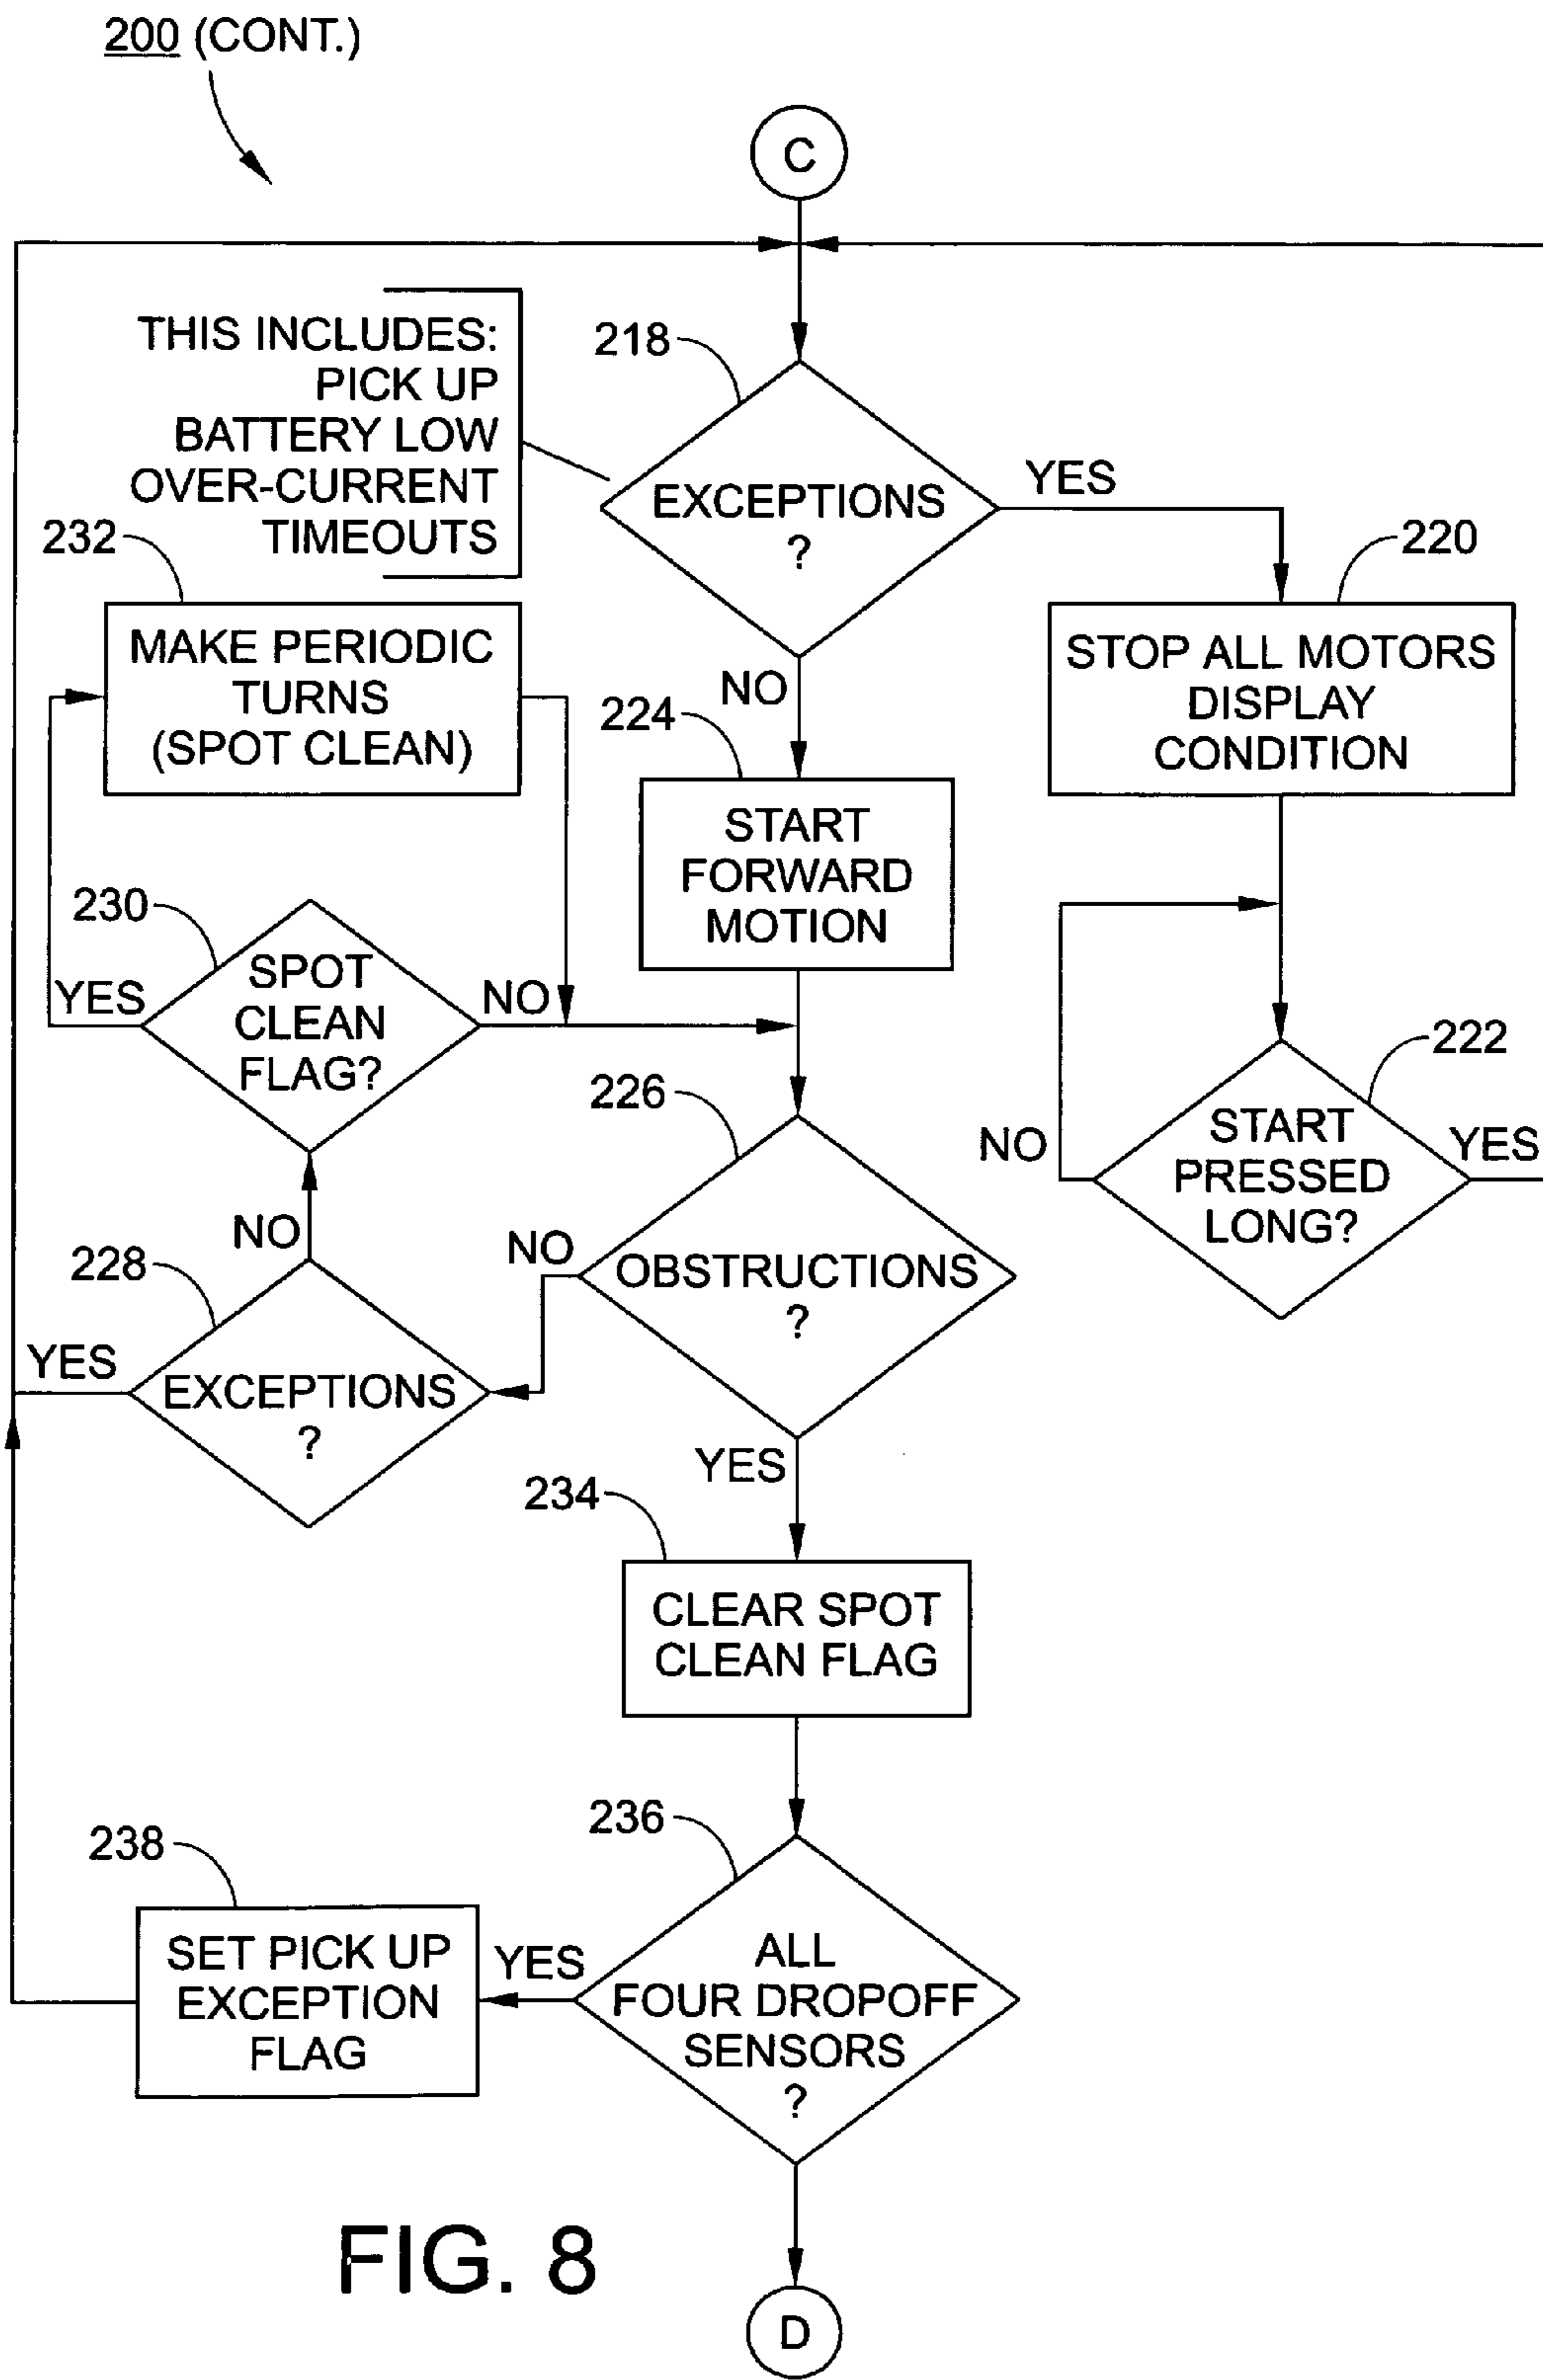 200 (CONT.)
C
THIS INCLUDES:
PICK UP
BATTERY LOW
OVER-CURRENT
TIMEOUTS
218
EXCEPTIONS
?
YES
NO
220
STOP ALL MOTORS
DISPLAY
CONDITION
232
MAKE PERIODIC
TURNS
(SPOT CLEAN)
224
START
FORWARD
MOTION
230
SPOT
CLEAN
FLAG?
YES
NO
222
START
PRESSED
LONG?
NO
YES
226
OBSTRUCTIONS
?
NO
YES
228
EXCEPTIONS
?
NO
YES
234
CLEAR SPOT
CLEAN FLAG
236
ALL
FOUR DROPOFF
SENSORS
?
YES
238
SET PICK UP
EXCEPTION
FLAG
FIG. 8
D